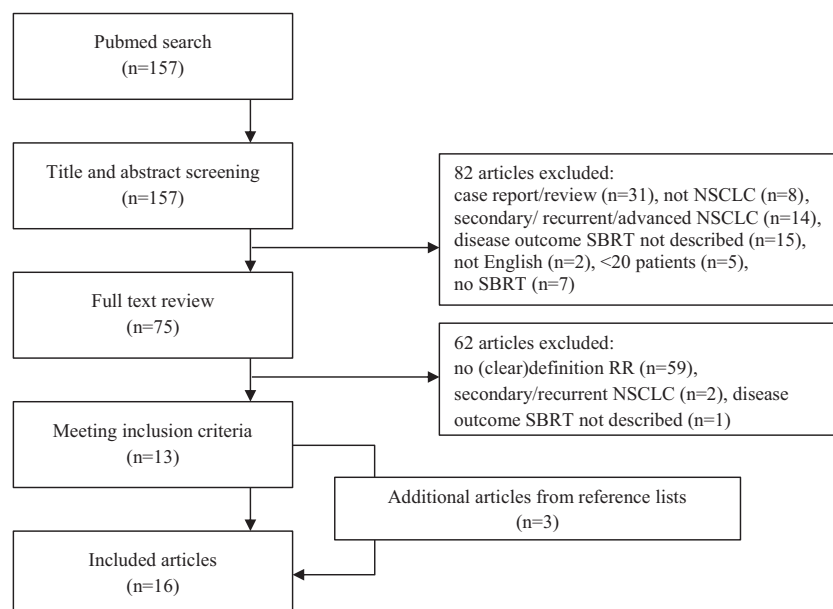 Pubmed search
(n=157)
Title and abstract screening
(n=157)
82 articles excluded:
case report/review (n=31), not NSCLC (n=8),
secondary/ recurrent/advanced NSCLC (n=14),
disease outcome SBRT not described (n=15),
not English (n=2), <20 patients (n=5),
no SBRT (n=7)
Full text review
(n=75)
62 articles excluded:
no (clear)definition RR (n=59),
secondary/recurrent NSCLC (n=2), disease
outcome SBRT not described (n=1)
Meeting inclusion criteria
(n=13)
Additional articles from reference lists
(n=3)
Included articles
(n=16)